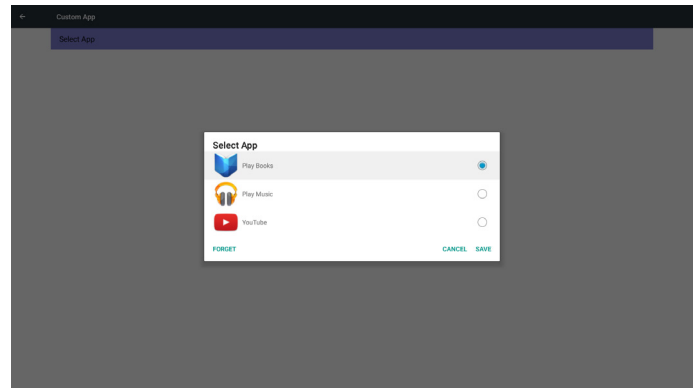 Custom App
Select App
Select App
Play Books
Play Music
YouTube
FORGET CANCEL SAVE